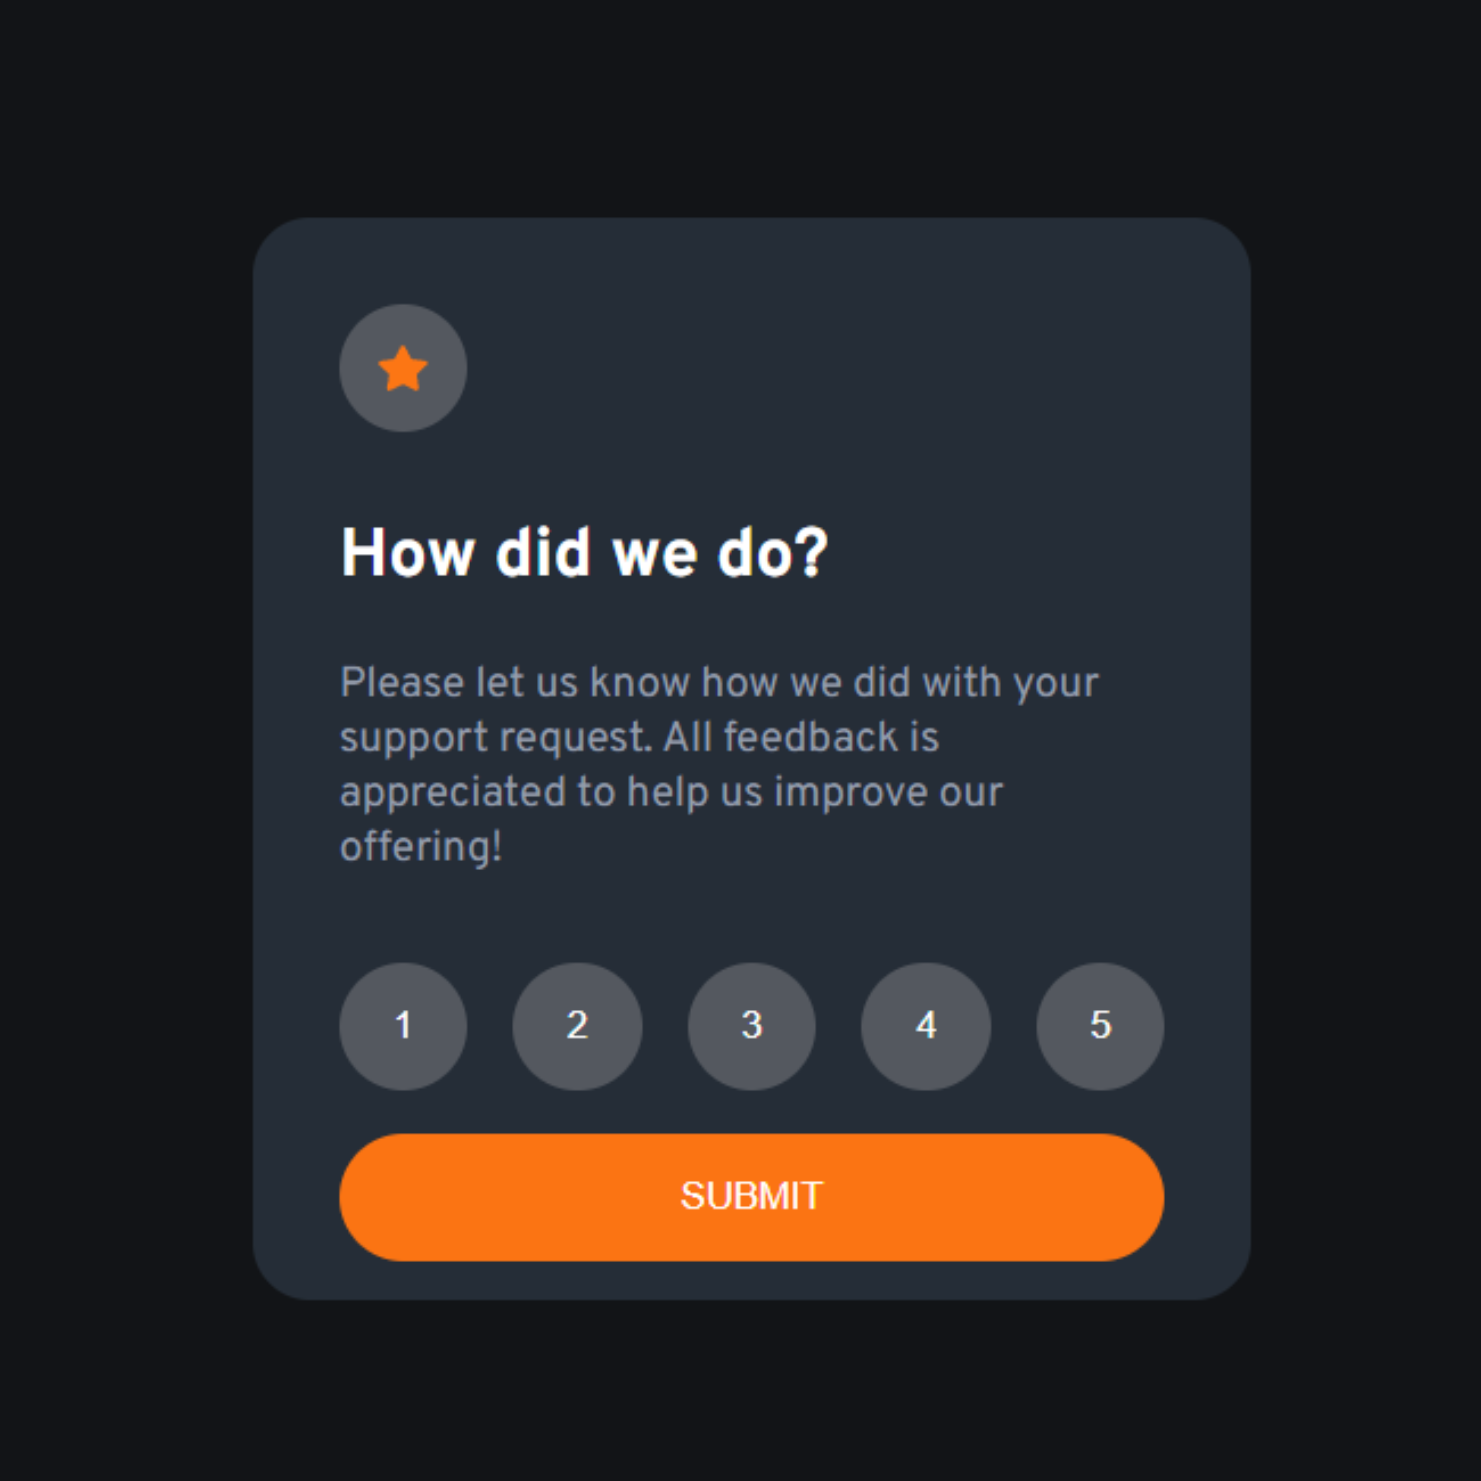 How did we do?
Please let us know how we did with your
support request. All feedback is
appreciated to help us improve our
offering!
1 2 3 4 5
SUBMIT